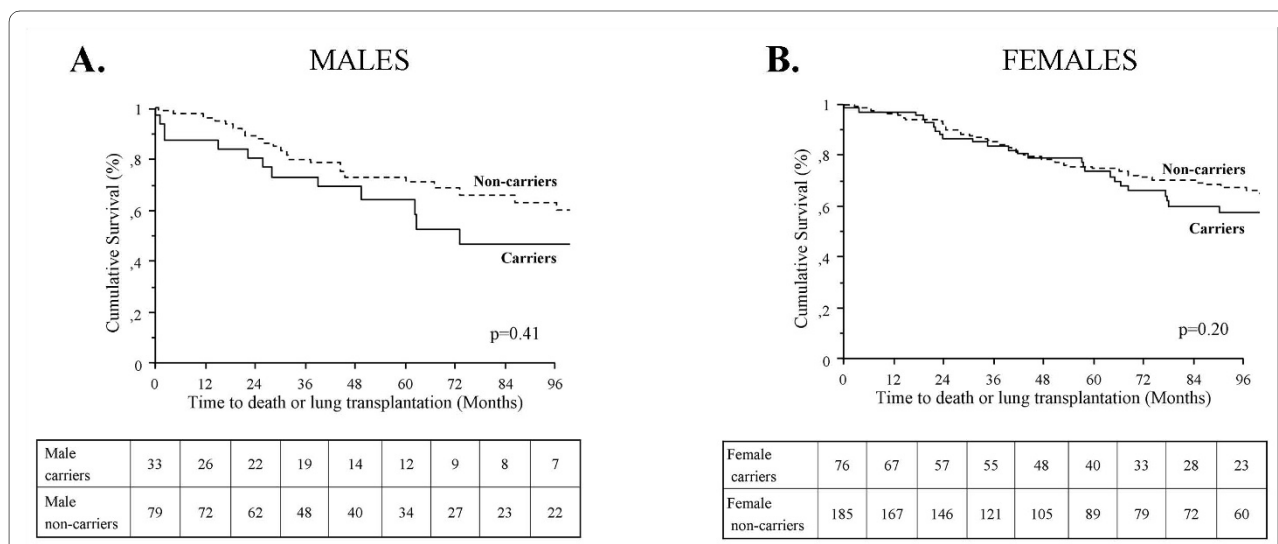 A. MALES
Cumulative Survival (%)
1
,8
,6
,4
,2
0
Non-carriers
Carriers
p=0.41
0 12 24 36 48 60 72 84 96
Time to death or lung transplantation (Months)
Male
carriers 33 26 22 19 14 12 9 8 7
Male
non-carriers 79 72 62 48 40 34 27 23 22
B. FEMALES
Cumulative Survival (%)
1
,8
,6
,4
,2
0
Non-carriers
Carriers
p=0.20
0 12 24 36 48 60 72 84 96
Time to death or lung transplantation (Months)
Female
carriers 76 67 57 55 48 40 33 28 23
Female
non-carriers 185 167 146 121 105 89 79 72 60